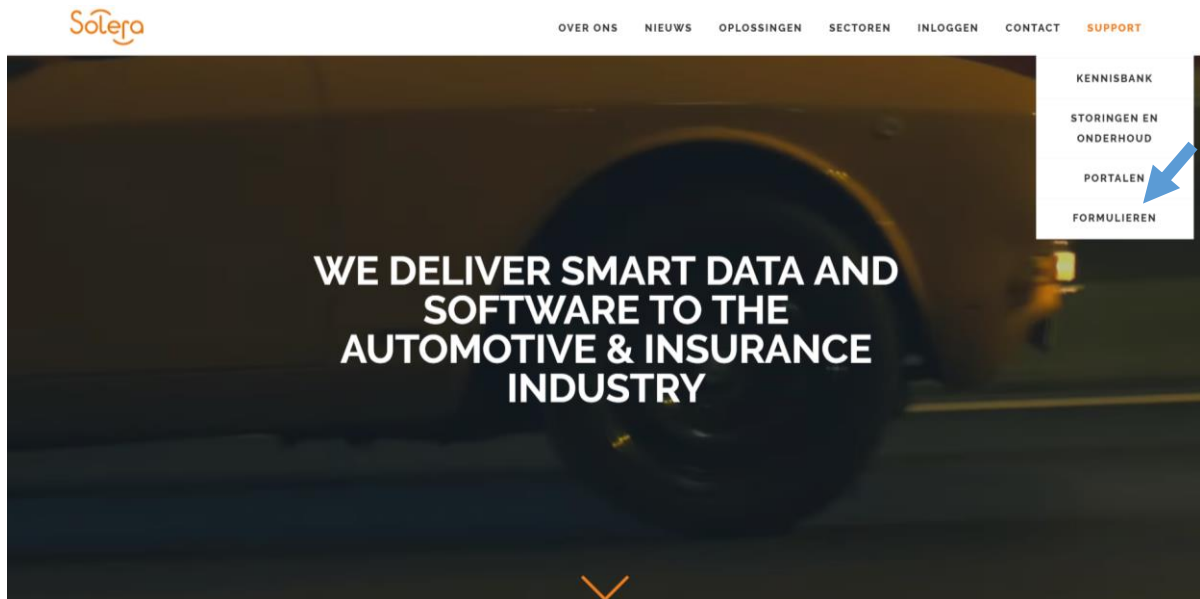 Solera
OVER ONS NIEUWS OPLOSSINGEN SECTOREN INLOGGEN CONTACT SUPPORT
KENNISBANK
STORINGEN EN
ONDERHOUD
PORTALEN
FORMULIEREN
WE DELIVER SMART DATA AND
SOFTWARE TO THE
AUTOMOTIVE & INSURANCE
INDUSTRY